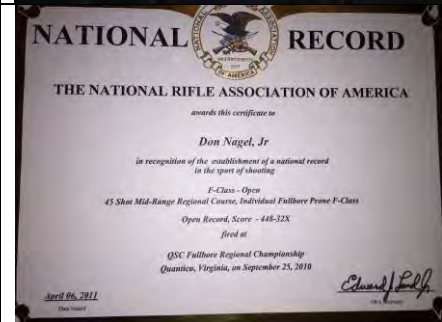 NATIONAL RECORD
THE NATIONAL RIFLE ASSOCIATION OF AMERICA
awards this certificate to
Don Nagel, Jr
in recognition of the establishment of a national record
in the sport of shooting
F-Class - Open
45 Shot Mid-Range Regional Course, Individual Fullbore Prone F-Class
Open Record, Score - 448-32X
fired at
QSC Fullbore Regional Championship
Quantico, Virginia, on September 25, 2010
April 06, 2011